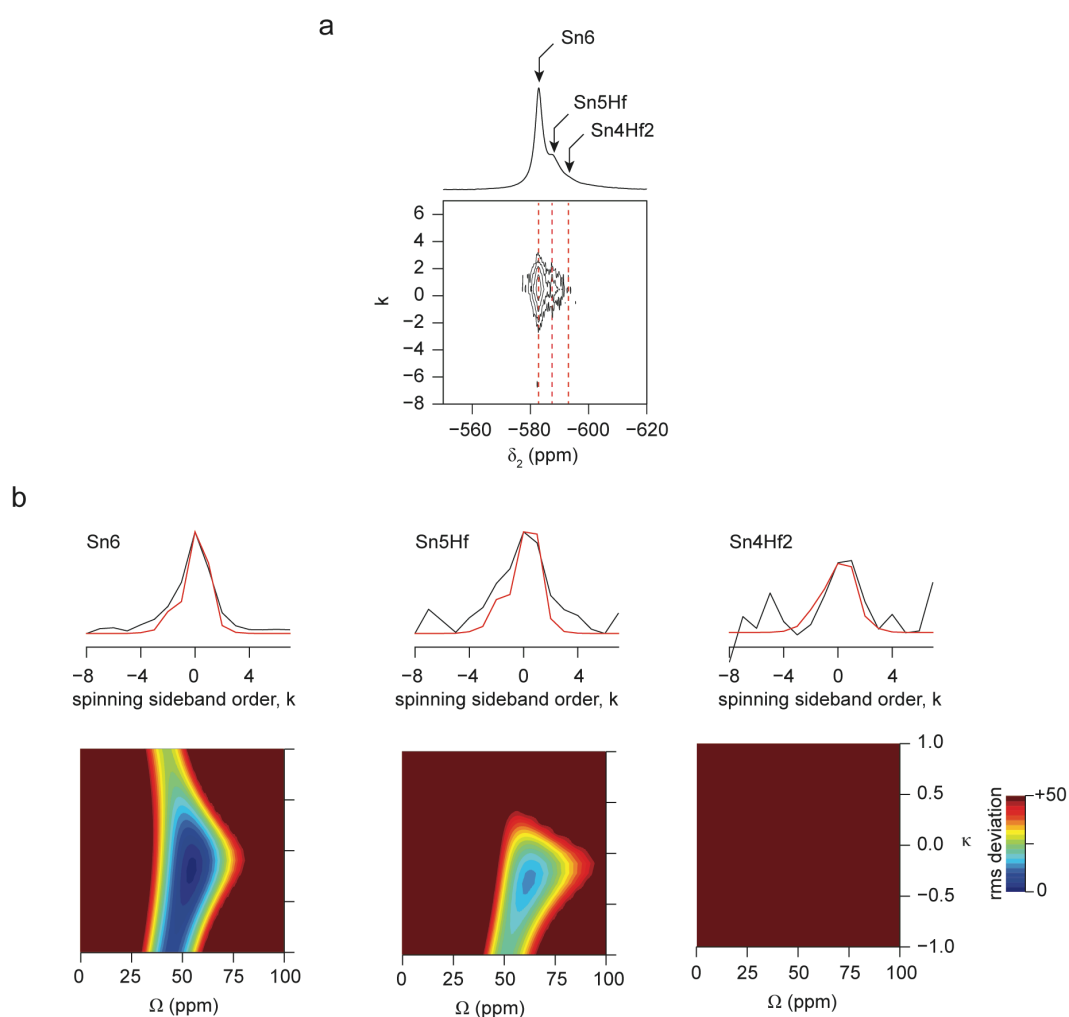 a
Sn6
Sn5Hf
Sn4Hf2
6
4
2
0
−2
−4
−6
−8
k
−560 −580 −600 −620
δ2 (ppm)
b
Sn6
Sn5Hf
Sn4Hf2
−8 −4 0 4
spinning sideband order, k
−8 −4 0 4
spinning sideband order, k
−8 −4 0 4
spinning sideband order, k
1.0
0.5
0.0
−0.5
−1.0
κ
rms deviation
+50
0
0 25 50 75 100
Ω (ppm)
0 25 50 75 100
Ω (ppm)
0 25 50 75 100
Ω (ppm)